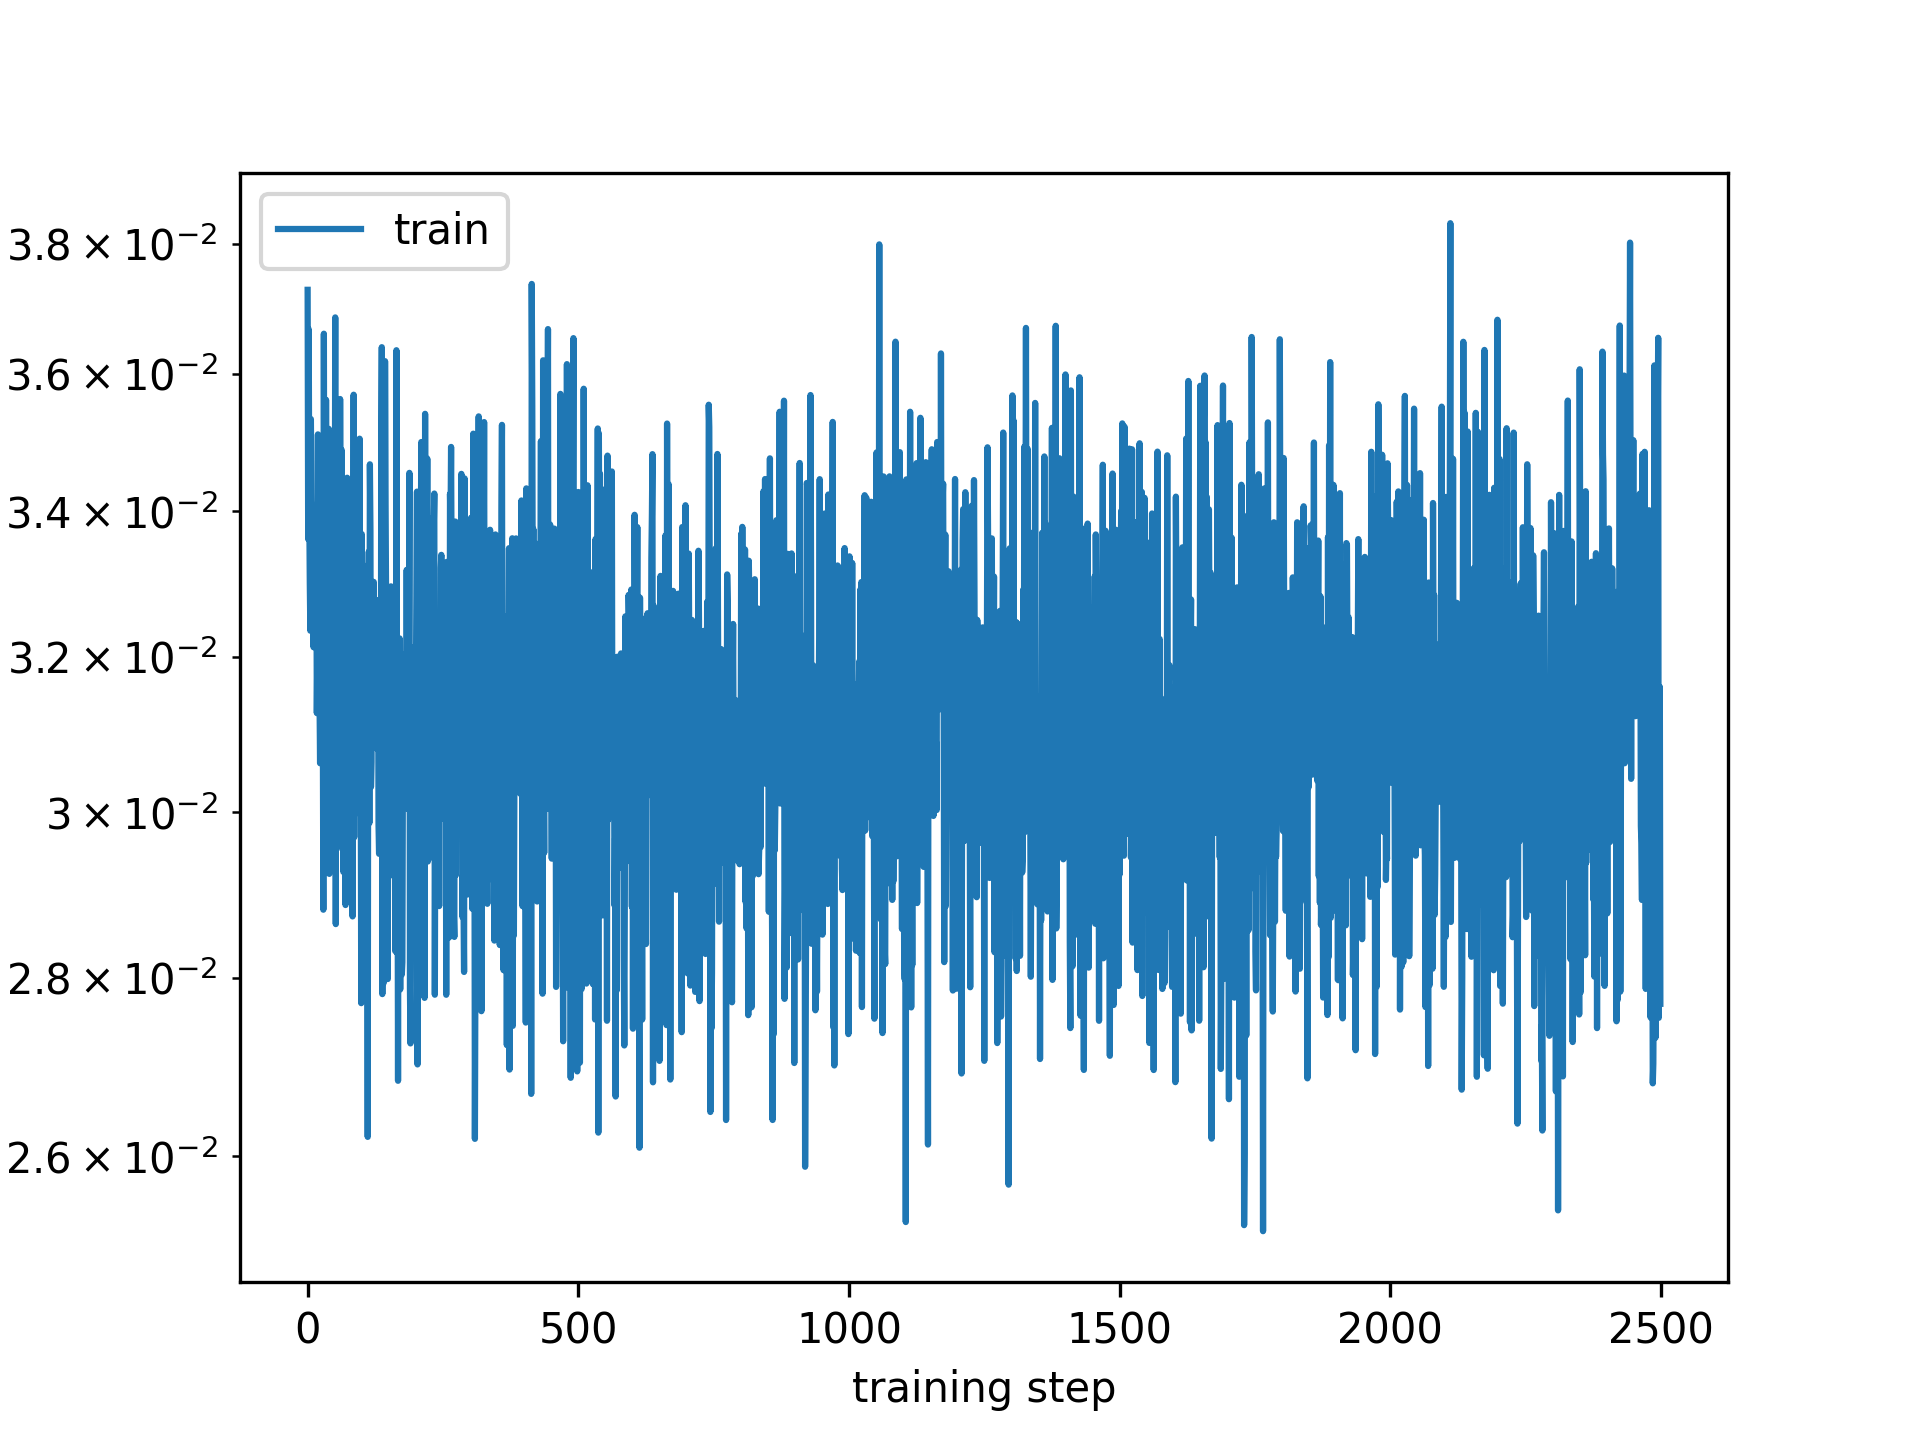 train
3.8 × 10⁻²
3.6 × 10⁻²
3.4 × 10⁻²
3.2 × 10⁻²
3 × 10⁻²
2.8 × 10⁻²
2.6 × 10⁻²
0 500 1000 1500 2000 2500
training step